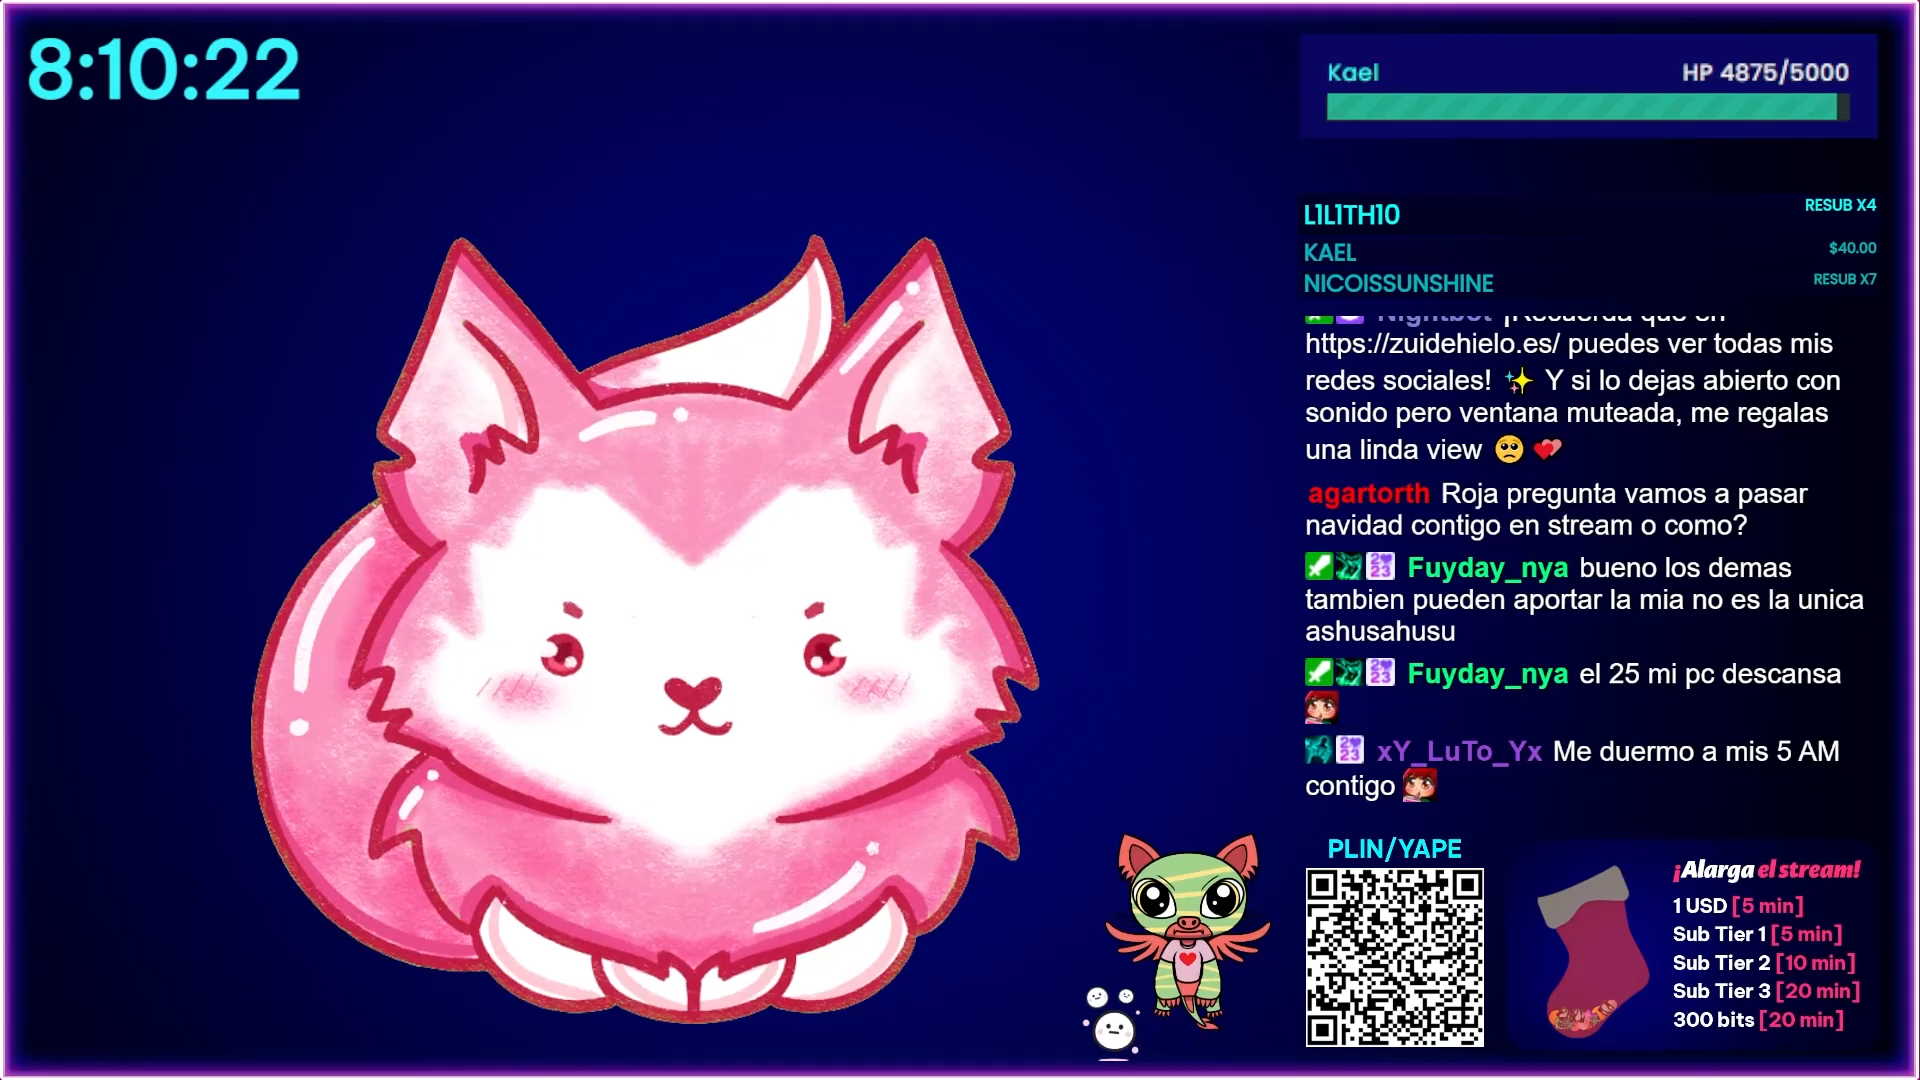 8:10:22
Kael HP 4875/5000
L1L1TH10 RESUB X4
KAEL $40.00
NICOISSUNSHINE RESUB X7
Nightbot ¡Recuerda que en
https://zuidehielo.es/ puedes ver todas mis
redes sociales! ✨ Y si lo dejas abierto con
sonido pero ventana muteada, me regalas
una linda view 🥺 💕
agartorth Roja pregunta vamos a pasar
navidad contigo en stream o como?
Fuyday_nya bueno los demas
tambien pueden aportar la mia no es la unica
ashusahusu
Fuyday_nya el 25 mi pc descansa
xY_LuTo_Yx Me duermo a mis 5 AM
contigo
PLIN/YAPE
¡Alarga el stream!
1 USD [5 min]
Sub Tier 1 [5 min]
Sub Tier 2 [10 min]
Sub Tier 3 [20 min]
300 bits [20 min]